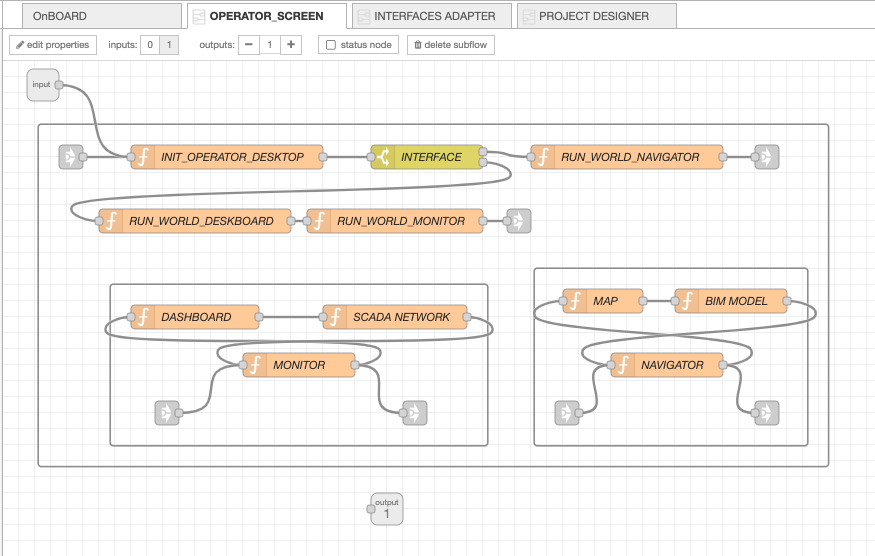 OnBOARD
OPERATOR_SCREEN
INTERFACES ADAPTER
PROJECT DESIGNER
edit properties
inputs: 0 1
outputs: 1
status node
delete subflow
input
INIT_OPERATOR_DESKTOP
INTERFACE
RUN_WORLD_NAVIGATOR
RUN_WORLD_DESKBOARD
RUN_WORLD_MONITOR
DASHBOARD
SCADA NETWORK
MONITOR
MAP
BIM MODEL
NAVIGATOR
output
1